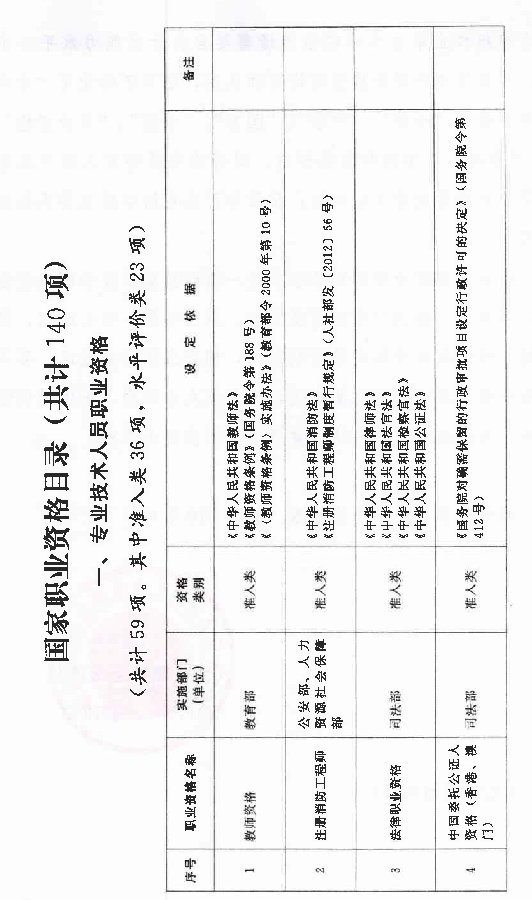 国家职业资格目录（共计140项）
一、专业技术人员职业资格
（共计59项。其中准入类36项，水平评价类23项）
序号 职业资格名称 实施部门（单位） 资格类别 设定依据 备注
1 教师资格 教育部 准入类 《中华人民共和国教师法》
《教师资格条例》（国务院令第188号）
《〈教师资格条例〉实施办法》（教育部令2000年第10号）
2 注册消防工程师 公安部、人力资源社会保障部 准入类 《中华人民共和国消防法》
《注册消防工程师制度暂行规定》（人社部发〔2012〕56号）
3 法律职业资格 司法部 准入类 《中华人民共和国律师法》
《中华人民共和国法官法》
《中华人民共和国检察官法》
《中华人民共和国公证法》
4 中国委托公证人资格（香港、澳门） 司法部 准入类 《国务院对确需保留的行政审批项目设定行政许可的决定》（国务院令第
412号）